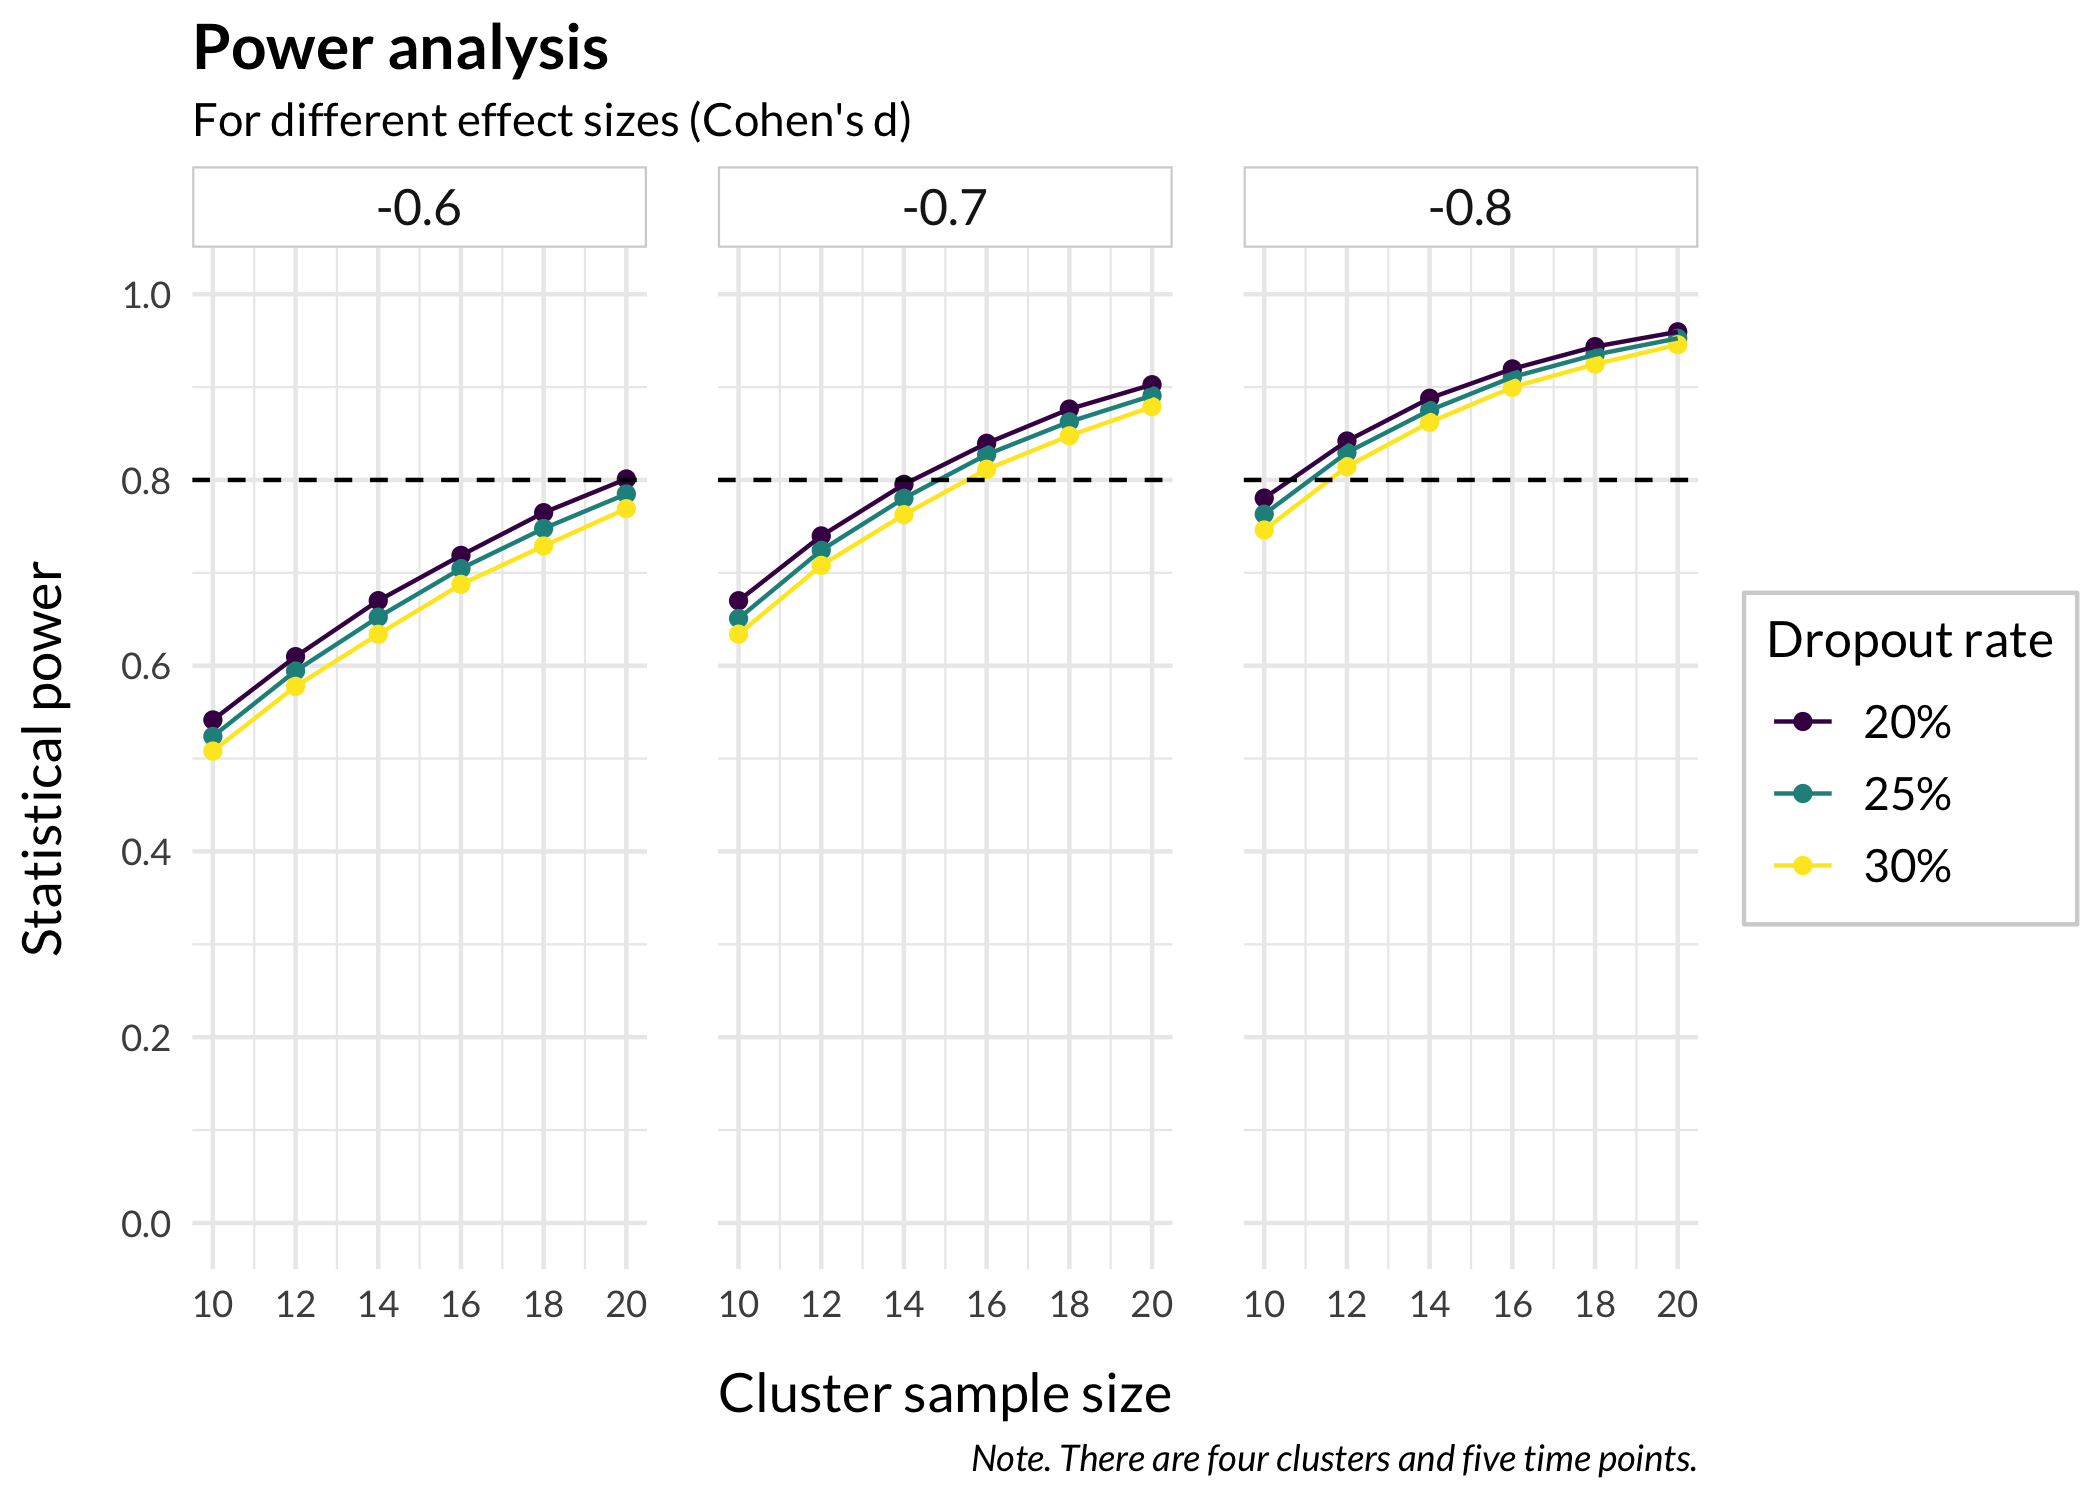 Power analysis
For different effect sizes (Cohen's d)
-0.6 -0.7 -0.8
1.0
0.8
0.6
0.4
0.2
0.0
Statistical power
10 12 14 16 18 20 10 12 14 16 18 20 10 12 14 16 18 20
Cluster sample size
Dropout rate
20%
25%
30%
Note. There are four clusters and five time points.